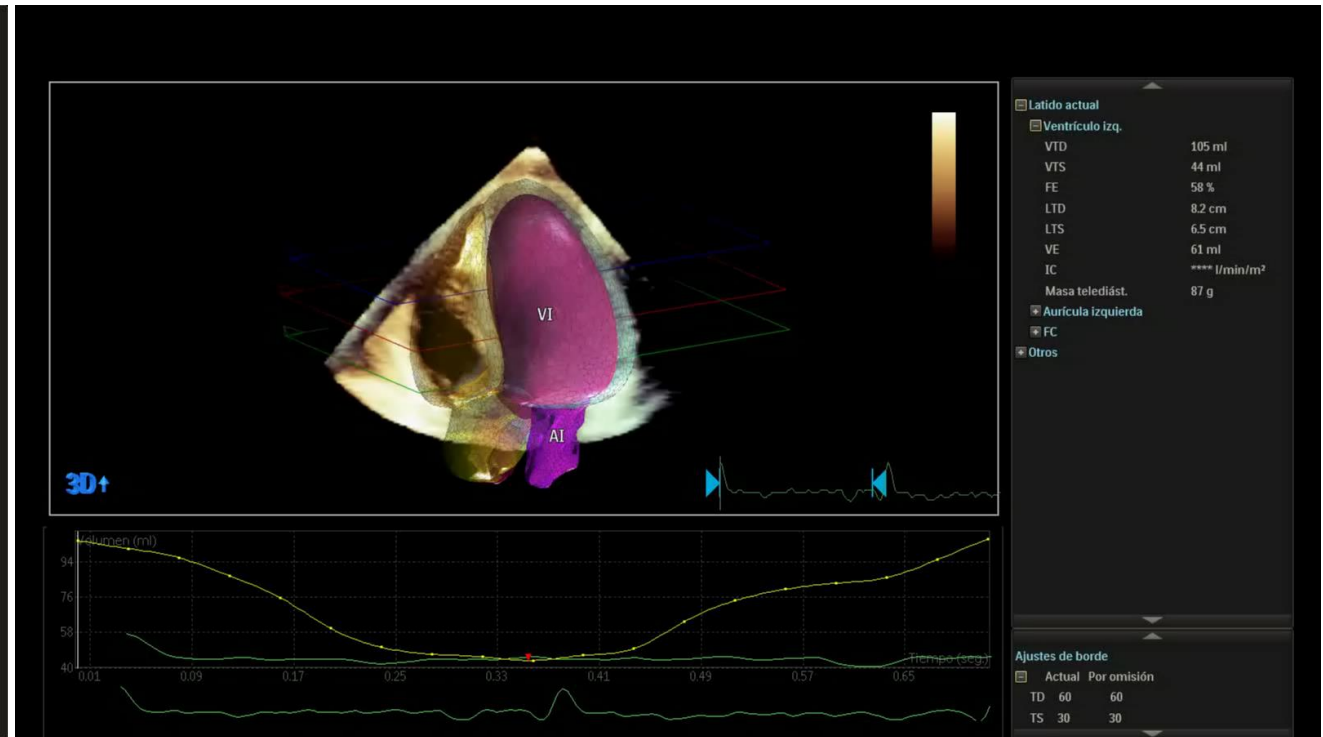 Latido actual
Ventrículo izq.
VTD 105 ml
VTS 44 ml
FE 58 %
LTD 8.2 cm
LTS 6.5 cm
VE 61 ml
IC **** l/min/m²
Masa telediást. 87 g
Aurícula izquierda
FC
Otros
VI
AI
3D
Volumen (ml)
94
76
58
40
Tiempo (seg.)
0.01 0.09 0.17 0.25 0.33 0.41 0.49 0.57 0.65
Ajustes de borde
Actual Por omisión
TD 60 60
TS 30 30